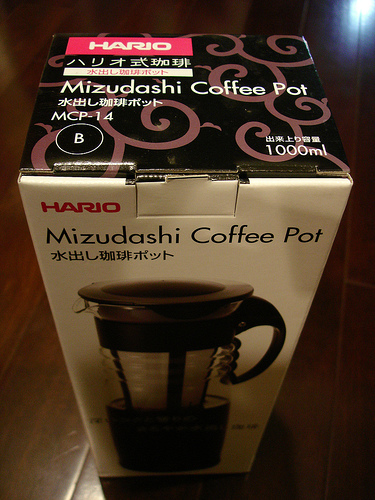 HARIO
ハリオ式珈琲
水出し珈琲ポット
Mizudashi Coffee Pot
水出し珈琲ポット
MCP-14
B
出来上り容量
1000ml
HARIO
Mizudashi Coffee Pot
水出し珈琲ポット